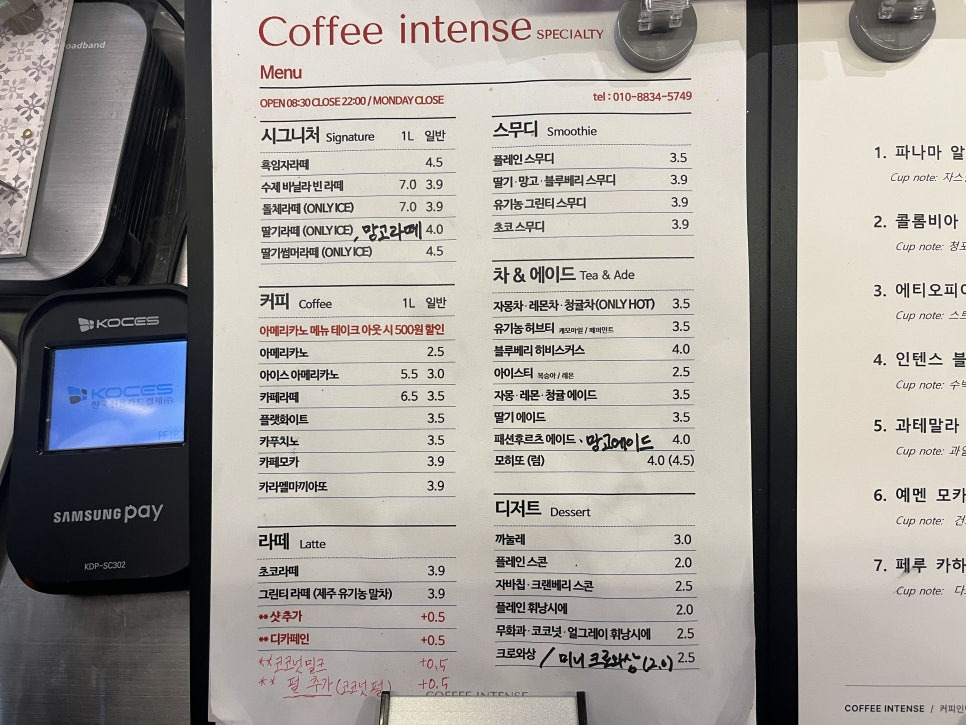 Coffee intense SPECIALTY
Menu
OPEN 08:30 CLOSE 22:00 / MONDAY CLOSE
tel : 010-8834-5749
시그니처 Signature 1L 일반
흑임자라떼 4.5
수제 바닐라 빈 라떼 7.0 3.9
돌체라떼 (ONLY ICE) 7.0 3.9
딸기라떼 (ONLY ICE), 망고라떼 4.0
딸기썸머라떼 (ONLY ICE) 4.5
커피 Coffee 1L 일반
아메리카노 메뉴 테이크 아웃 시 500원 할인
아메리카노 2.5
아이스 아메리카노 5.5 3.0
카페라떼 6.5 3.5
플랫화이트 3.5
카푸치노 3.5
카페모카 3.9
카라멜마끼아또 3.9
라떼 Latte
초코라떼 3.9
그린티 라떼 (제주 유기농 말차) 3.9
**샷 추가 +0.5
**디카페인 +0.5
**코코넛밀크 +0.5
** 펄 추가 (코코넛 펄) +0.5
스무디 Smoothie
플레인 스무디 3.5
딸기·망고·블루베리 스무디 3.9
유기농 그린티 스무디 3.9
초코 스무디 3.9
차 & 에이드 Tea & Ade
자몽차·레몬차·청귤차(ONLY HOT) 3.5
유기농 허브티 캐모마일 / 페퍼민트 3.5
블루베리 히비스커스 4.0
아이스티 복숭아 / 레몬 2.5
자몽·레몬·청귤 에이드 3.5
딸기 에이드 3.5
패션후르츠 에이드、망고에이드 4.0
모히또 (럼) 4.0 (4.5)
디저트 Dessert
까눌레 3.0
플레인 스콘 2.0
자바칩·크랜베리 스콘 2.5
플레인 휘낭시에 2.0
무화과·코코넛·얼그레이 휘낭시에 2.5
크로와상 / 미니 크로와상 (2.0) 2.5
COFFEE INTENSE
1. 파나마
Cup note:
2. 콜롬비아
Cup note:
3. 에티오피아
Cup note:
4. 인텐스
Cup note:
5. 과테말라
Cup note:
6. 예멘 모카
Cup note:
7. 페루
Cup note:
COFFEE INTENSE /
oadband
KOCES
KOCES
SAMSUNG pay
KDP-SC302